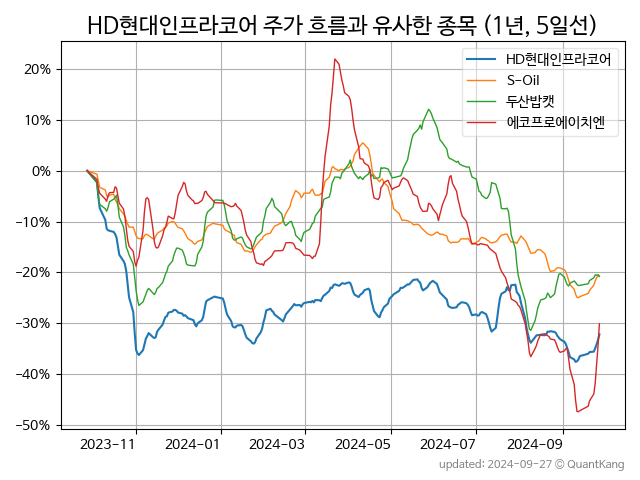 HD현대인프라코어 주가 흐름과 유사한 종목 (1년, 5일선)
HD현대인프라코어
S-Oil
두산밥캣
에코프로에이치엔
20%
10%
0%
-10%
-20%
-30%
-40%
-50%
2023-11
2024-01
2024-03
2024-05
2024-07
2024-09
updated: 2024-09-27 © QuantKang